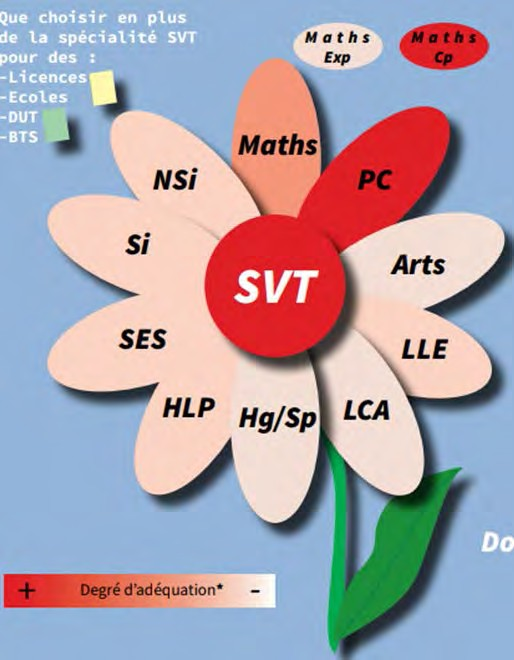 Que choisir en plus
de la spécialité SVT
pour des :
-Licences
-Ecoles
-DUT
-BTS
Maths
Exp
Maths
Cp
Maths
NSi
PC
Si
Arts
SVT
SES
LLE
HLP
Hg/Sp
LCA
Do
+ Degré d'adéquation* -